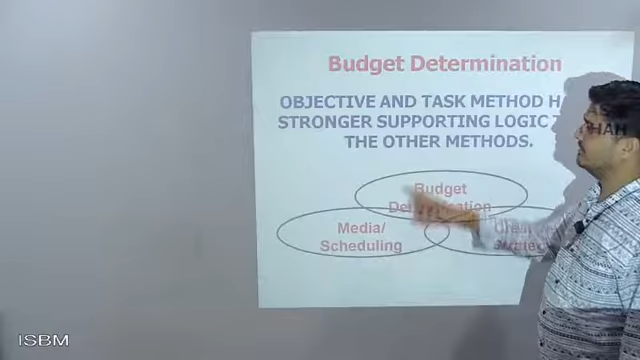 Budget Determination
OBJECTIVE AND TASK METHOD
STRONGER SUPPORTING LOGIC
THE OTHER METHODS.
Budget
Media/
Scheduling
ISBM